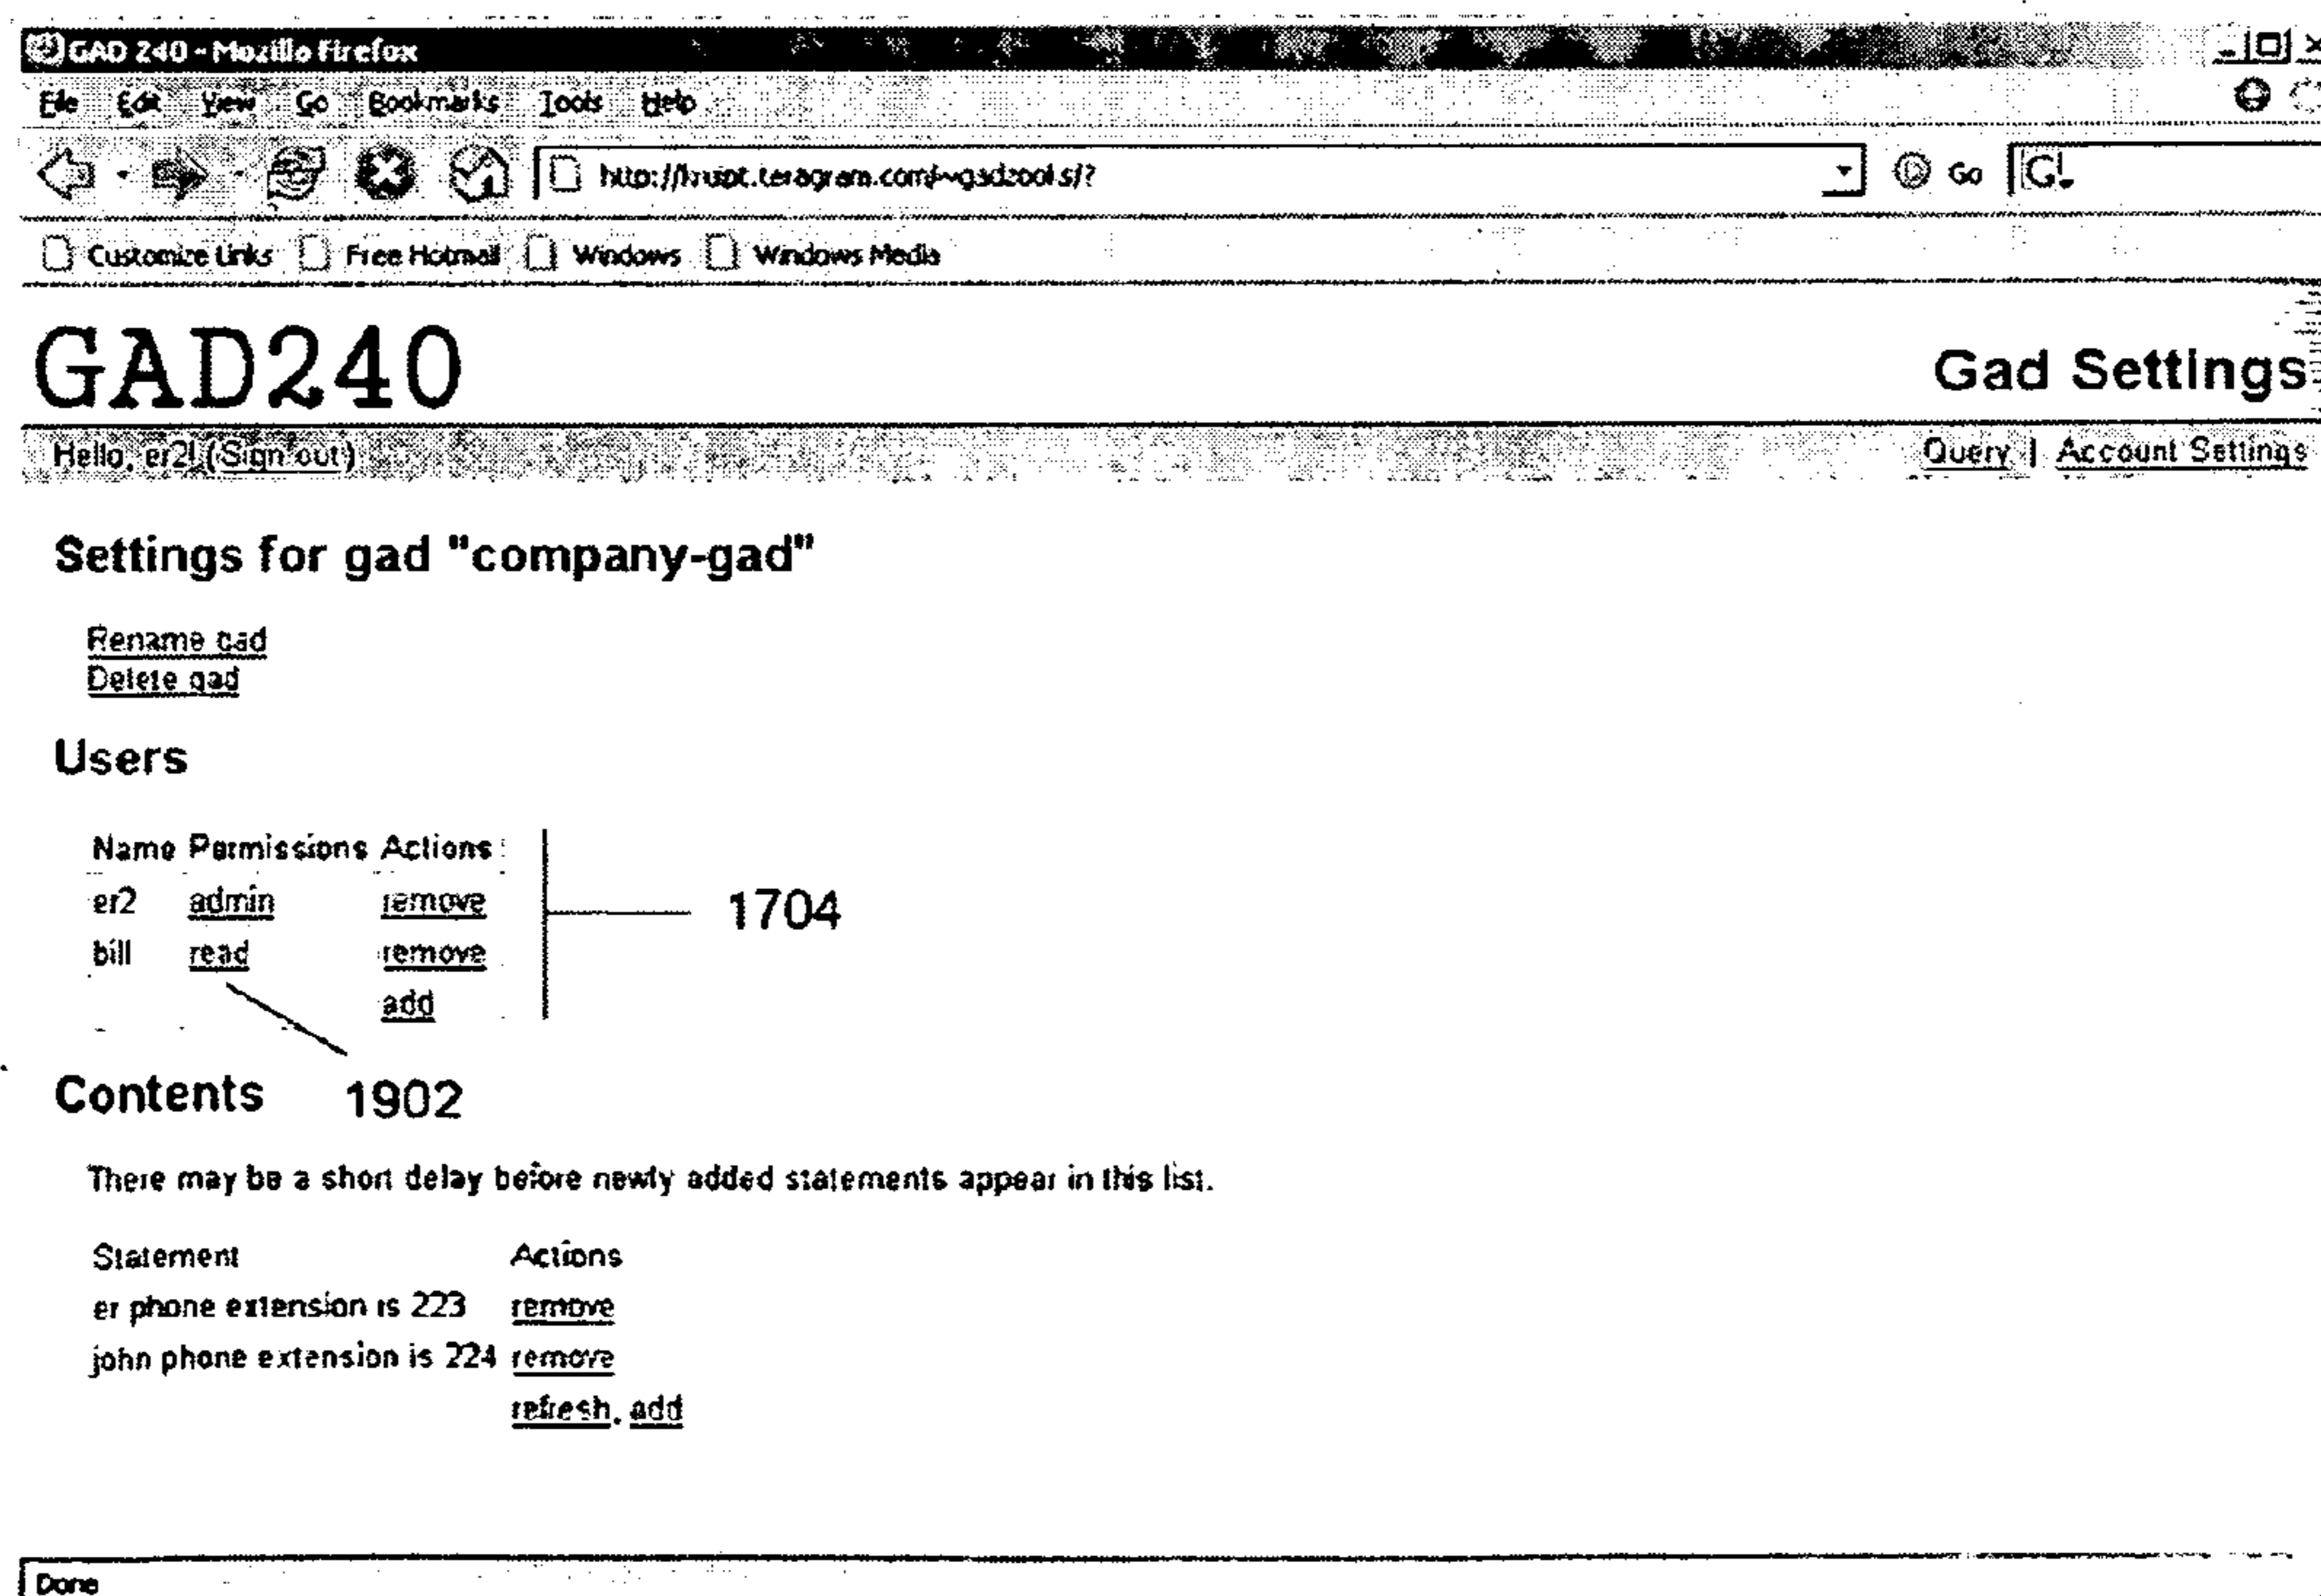 GAD 240 - Mozilla Firefox
File Edit View Go Bookmarks Tools Help
Go G
Customize Links Free Hotmail Windows Windows Media
GAD240 Gad Settings
Hello, er2! (Sign out) Query | Account Settings
Settings for gad "company-gad"
Rename gad
Delete gad
Users
Name Permissions Actions
er2 admin remove
1704
bill read remove
add
Contents 1902
There may be a short delay before newly added statements appear in this list.
Statement Actions
er phone extension is 223 remove
john phone extension is 224 remove
refresh, add
Done